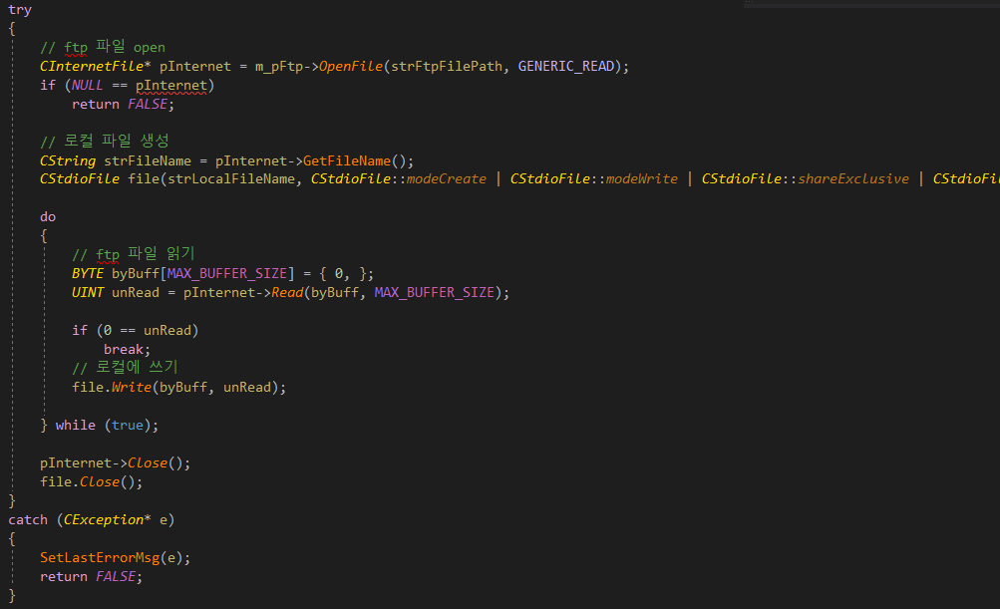 try
{
// ftp 파일 open
CInternetFile* pInternet = m_pFtp->OpenFile(strFtpFilePath, GENERIC_READ);
if (NULL == pInternet)
return FALSE;
// 로컬 파일 생성
CString strFileName = pInternet->GetFileName();
CStdioFile file(strLocalFileName, CStdioFile::modeCreate | CStdioFile::modeWrite | CStdioFile::shareExclusive | CStdioFi
do
{
// ftp 파일 읽기
BYTE byBuff[MAX_BUFFER_SIZE] = { 0, };
UINT unRead = pInternet->Read(byBuff, MAX_BUFFER_SIZE);
if (0 == unRead)
break;
// 로컬에 쓰기
file.Write(byBuff, unRead);
} while (true);
pInternet->Close();
file.Close();
}
catch (CException* e)
{
SetLastErrorMsg(e);
return FALSE;
}